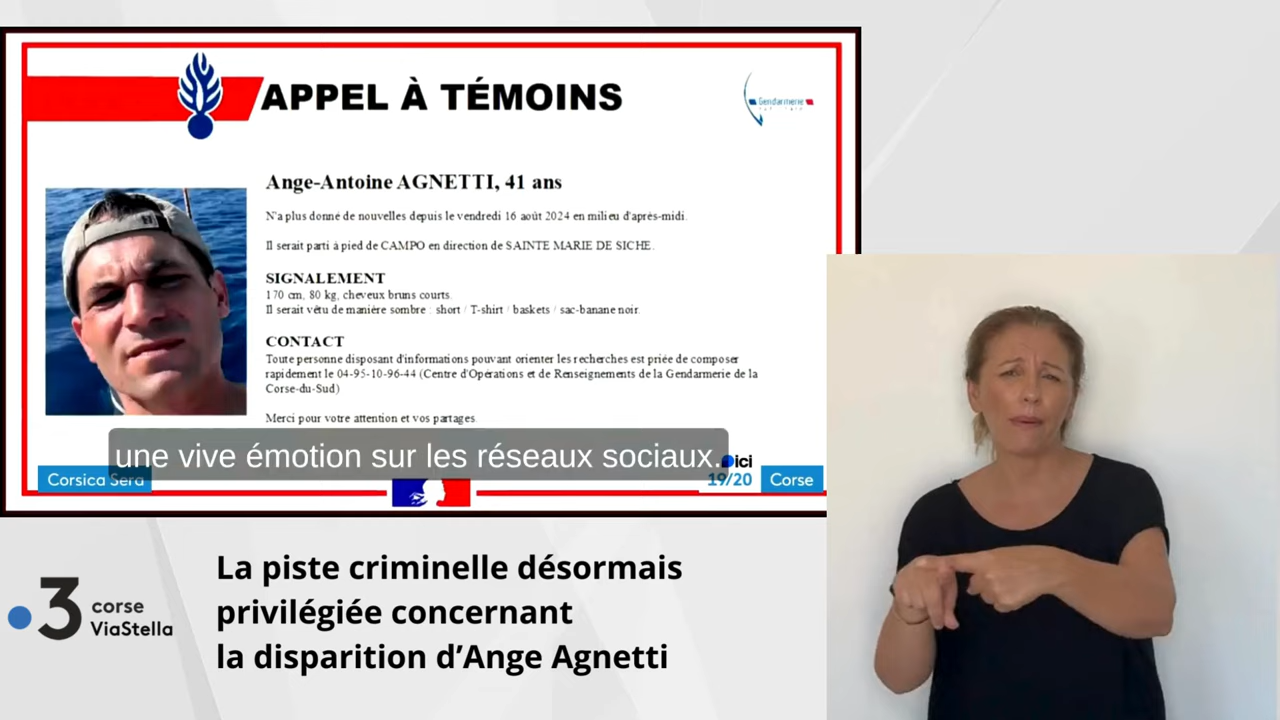 APPEL À TÉMOINS
Gendarmerie
Ange-Antoine AGNETTI, 41 ans
N'a plus donné de nouvelles depuis le vendredi 16 août 2024 en milieu d'après-midi.
Il serait parti à pied de CAMPO en direction de SAINTE MARIE DE SICHE.
SIGNALEMENT
170 cm, 80 kg, cheveux bruns courts.
Il serait vêtu de manière sombre : short / T-shirt / baskets / sac-banane noir.
CONTACT
Toute personne disposant d'informations pouvant orienter les recherches est priée de composer
rapidement le 04-95-10-96-44 (Centre d'Opérations et de Renseignements de la Gendarmerie de la
Corse-du-Sud)
Merci pour votre attention et vos partages.
une vive émotion sur les réseaux sociaux.
ici
Corsica Sera
19/20 Corse
La piste criminelle désormais
privilégiée concernant
la disparition d'Ange Agnetti
3 corse
ViaStella